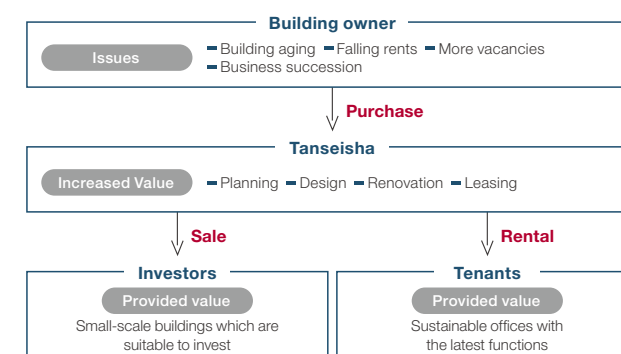 Building owner
Issues
Building aging Falling rents More vacancies
Business succession
Purchase
Tanseisha
Increased Value
Planning Design Renovation Leasing
Sale
Rental
Investors
Tenants
Provided value
Provided value
Small-scale buildings which are
suitable to invest
Sustainable offices with
the latest functions